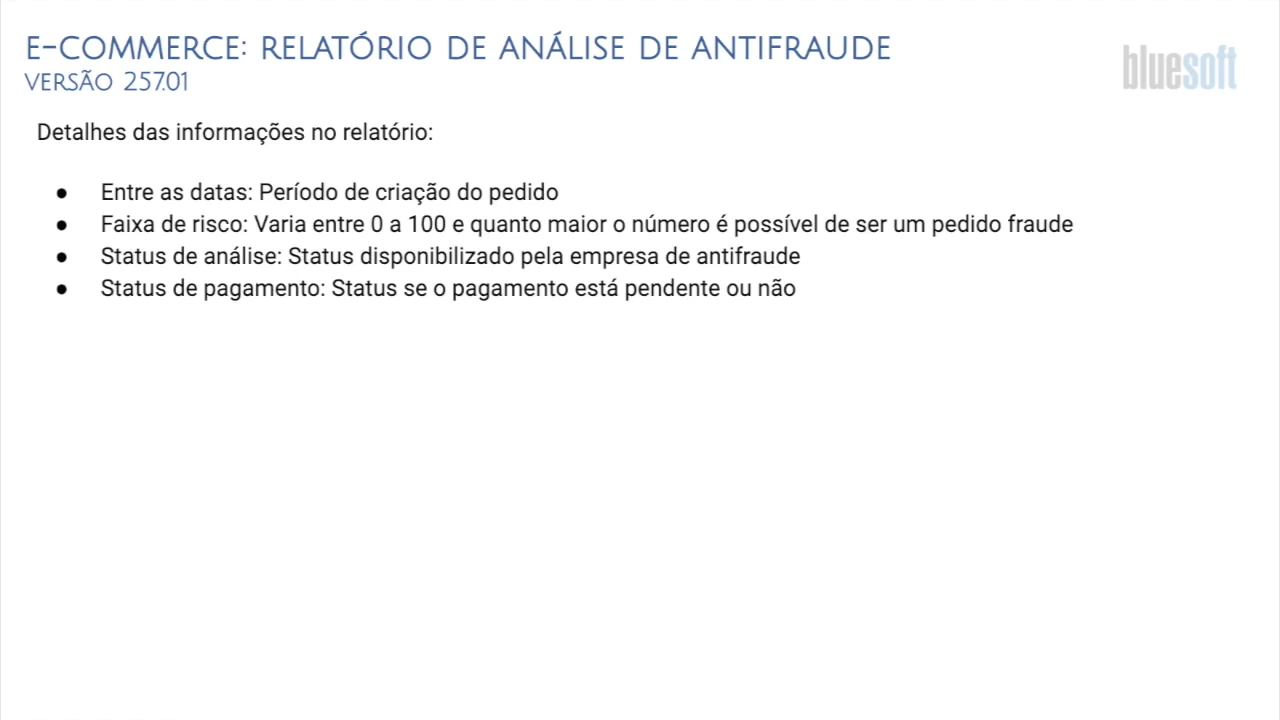 E-COMMERCE: RELATÓRIO DE ANÁLISE DE ANTIFRAUDE
VERSÃO 257.01
bluesoft
Detalhes das informações no relatório:
● Entre as datas: Período de criação do pedido
● Faixa de risco: Varia entre 0 a 100 e quanto maior o número é possível de ser um pedido fraude
● Status de análise: Status disponibilizado pela empresa de antifraude
● Status de pagamento: Status se o pagamento está pendente ou não